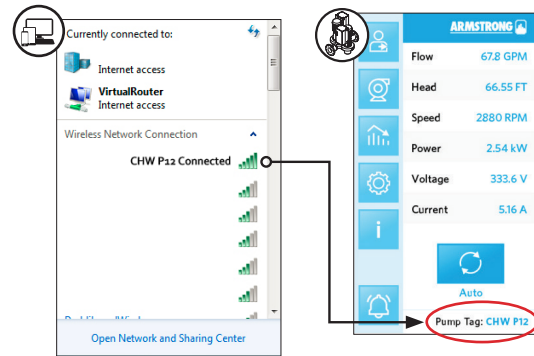 Currently connected to:
Internet access
VirtualRouter
Internet access
Wireless Network Connection
CHW P12 Connected
Open Network and Sharing Center
ARMSTRONG
Flow 67.8 GPM
Head 66.55 FT
Speed 2880 RPM
Power 2.54 kW
Voltage 333.6 V
Current 5.16 A
i
Auto
Pump Tag: CHW P12